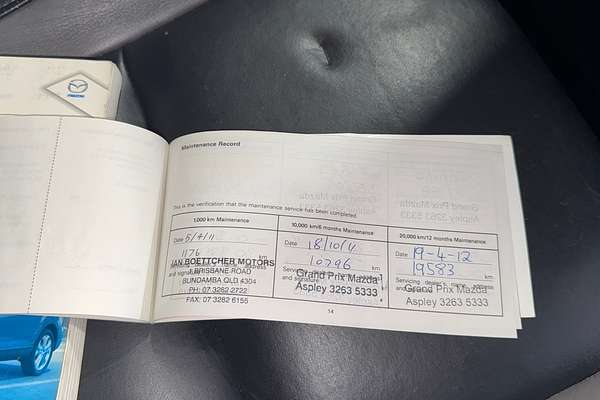 mazda
Maintenance Record
This is the verification that the maintenance service has been completed.
1,000 km Maintenance
Date 5/4/11
1176 km
IAN BOETTCHER MOTORS
1 BRISBANE ROAD
BUNDAMBA QLD 4304
PH: 07 3282 2722
FAX: 07 3282 6155
10,000 km/6 months Maintenance
Date 18/10/11
10796 km
Grand Prix Mazda
Aspley 3263 5333
20,000 km/12 months Maintenance
Date 19-4-12
19583 km
Grand Prix Mazda
Aspley 3263 5333
14